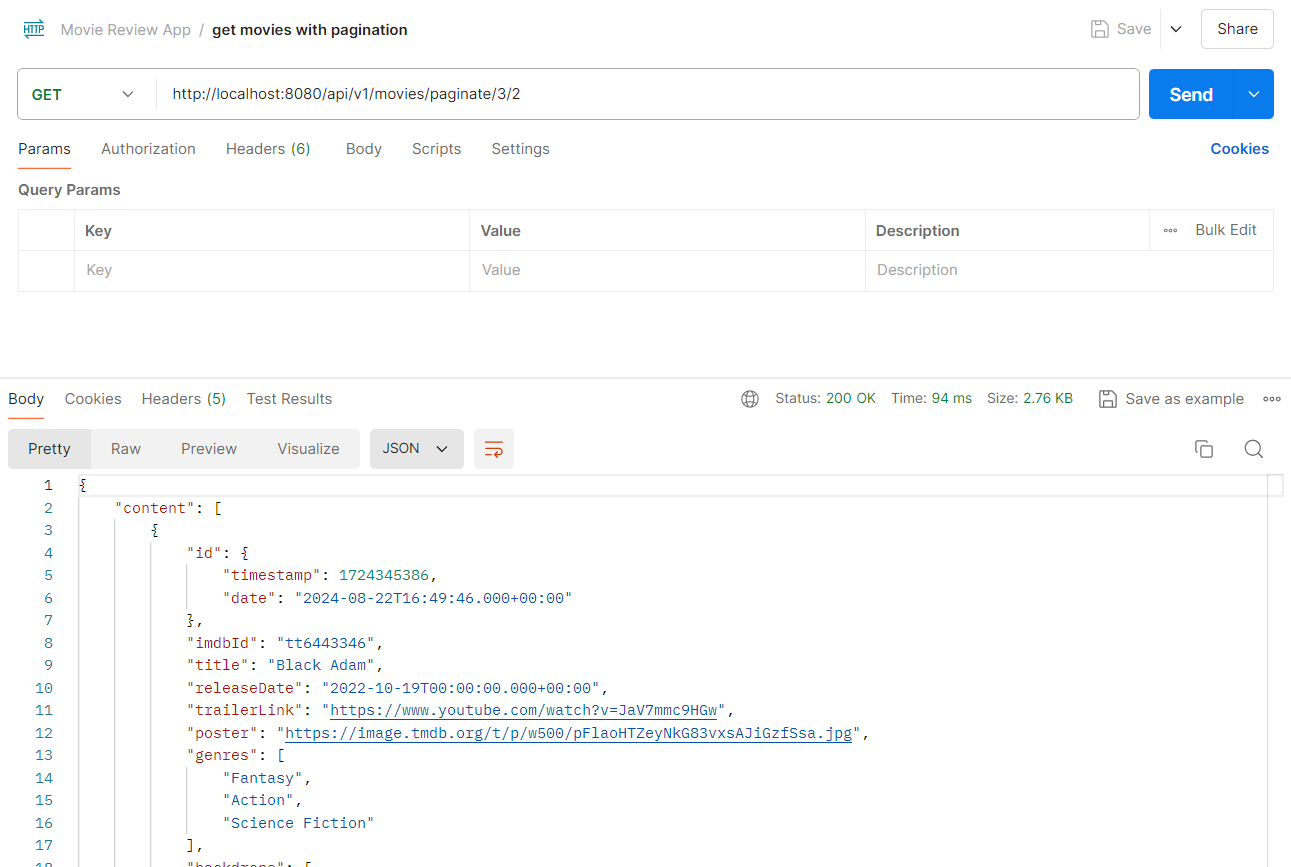 HTTP Movie Review App / get movies with pagination Save Share
GET http://localhost:8080/api/v1/movies/paginate/3/2 Send
Params Authorization Headers (6) Body Scripts Settings Cookies
Query Params
Key Value Description Bulk Edit
Key Value Description
Body Cookies Headers (5) Test Results Status: 200 OK Time: 94 ms Size: 2.76 KB Save as example
Pretty Raw Preview Visualize JSON
1 {
2 "content": [
3 {
4 "id": {
5 "timestamp": 1724345386,
6 "date": "2024-08-22T16:49:46.000+00:00"
7 },
8 "imdbId": "tt6443346",
9 "title": "Black Adam",
10 "releaseDate": "2022-10-19T00:00:00.000+00:00",
11 "trailerLink": "https://www.youtube.com/watch?v=JaV7mmc9HGw",
12 "poster": "https://image.tmdb.org/t/p/w500/pFlaoHTZeyNkG83vxsAJiGzfSsa.jpg",
13 "genres": [
14 "Fantasy",
15 "Action",
16 "Science Fiction"
17 ],
18 "backdrops": [